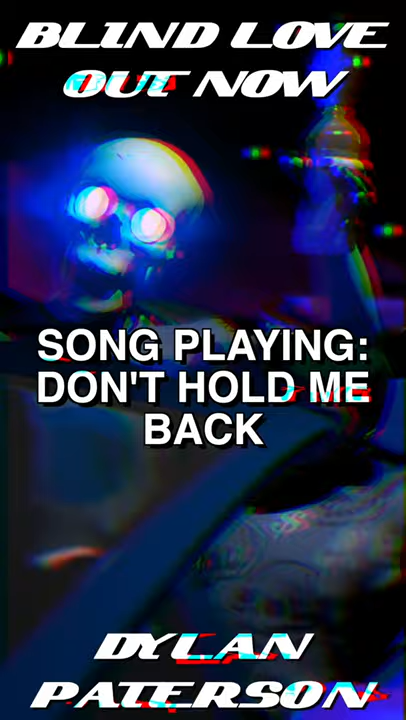 BLIND LOVE
OUT NOW
SONG PLAYING:
DON'T HOLD ME
BACK
DYLAN
PATERSON